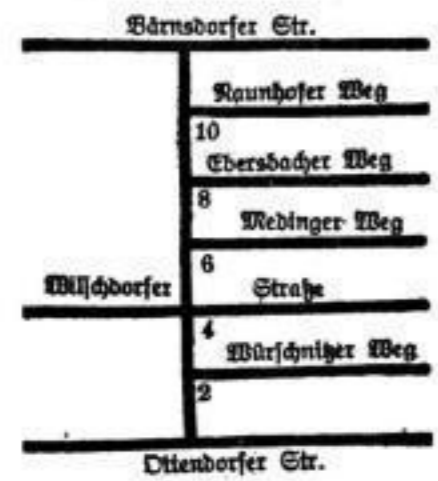 Bärnsdorfer Str.
Naunhofer Weg
10
Ebersbacher Weg
8
Medinger Weg
6
Wilschdorfer Straße
4
Würschnitzer Weg
2
Ottendorfer Str.